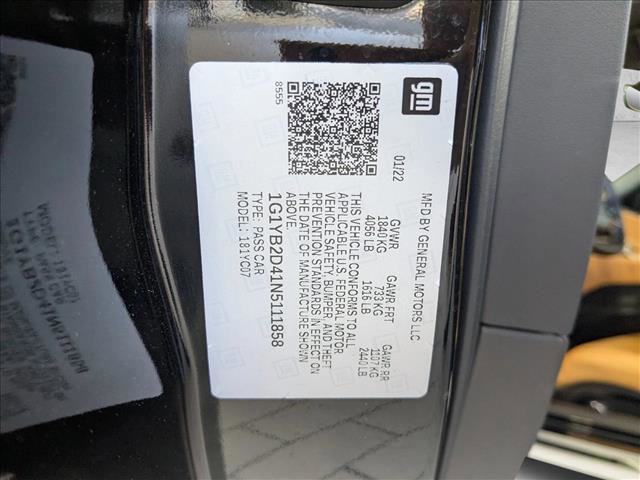 gm
MFD BY GENERAL MOTORS LLC
01/22
GVWR GAWR FRT GAWR RR
1840 KG 733 KG 1107 KG
4056 LB 1616 LB 2440 LB
THIS VEHICLE CONFORMS TO ALL
APPLICABLE U.S. FEDERAL MOTOR
VEHICLE SAFETY, BUMPER, AND THEFT
PREVENTION STANDARDS IN EFFECT ON
THE DATE OF MANUFACTURE SHOWN
ABOVE.
1G1YB2D41N5111858
TYPE: PASS CAR
MODEL: 181YC07
8555